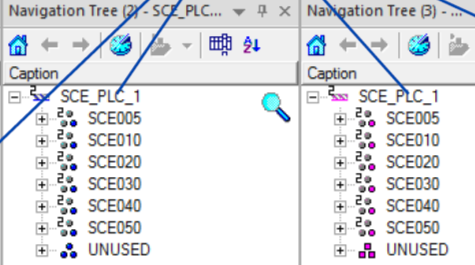 Navigation Tree (2) - SCE_PLC...
Caption
SCE_PLC_1
SCE005
SCE010
SCE020
SCE030
SCE040
SCE050
UNUSED
Navigation Tree (3) - ...
Caption
SCE_PLC_1
SCE005
SCE010
SCE020
SCE030
SCE040
SCE050
UNUSED